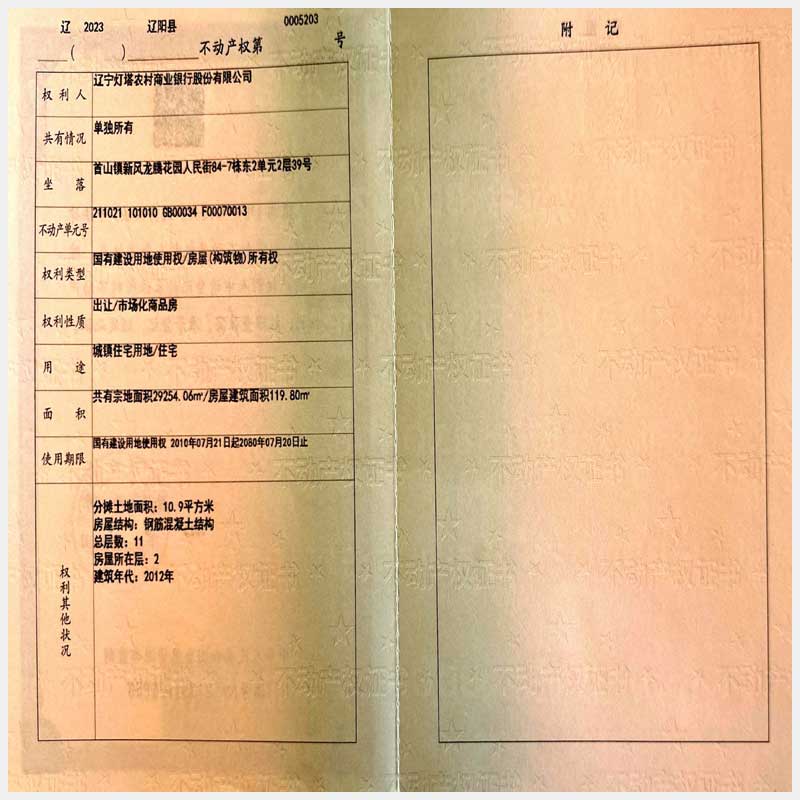 辽 2023 辽阳县 0005203
( ) 不动产权第 号
权利人 辽宁灯塔农村商业银行股份有限公司
共有情况 单独所有
坐落 首山镇新风龙腾花园人民街84-7栋东2单元2层39号
不动产单元号 211021 101010 GB00034 F00070013
权利类型 国有建设用地使用权/房屋(构筑物)所有权
权利性质 出让/市场化商品房
用途 城镇住宅用地/住宅
面积 共有宗地面积29254.06㎡/房屋建筑面积119.80㎡
使用期限 国有建设用地使用权 2010年07月21日起2080年07月20日止
权利其他状况
分摊土地面积：10.9平方米
房屋结构：钢筋混凝土结构
总层数：11
房屋所在层：2
建筑年代：2012年
附记